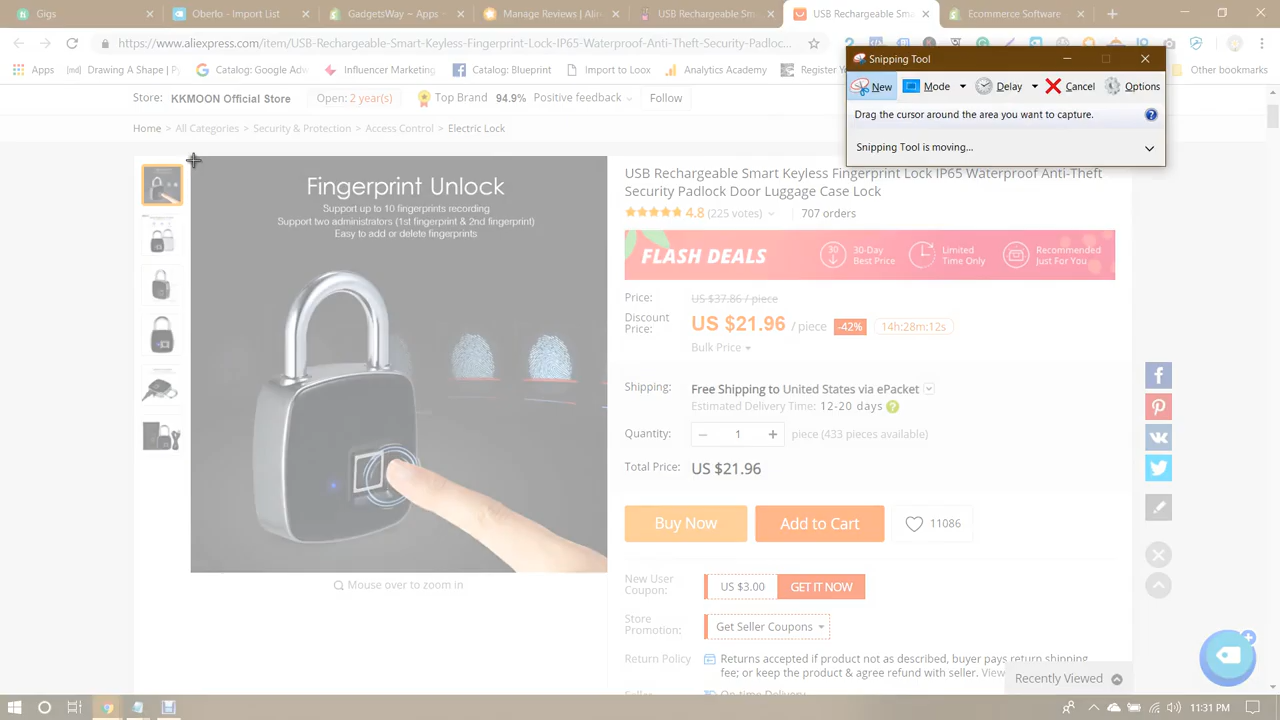 Gigs
Oberlo - Import List
GadgetsWay – Apps
Manage Reviews | Alire
USB Rechargeable Sma
Ecommerce Software
https://www.aliexpress.com/item/USB-Rechargeable-Smart-Keyless-Fingerprint-Lock-IP65-Waterproof-Anti-Theft-Security-Padloc...
Apps
Drawing A S
Catalog: Google Ad
Influencer Marketing
Catalog: Blueprint
Import to Loox
Analytics Academy
Register
Other bookmarks
Snipping Tool
New
Mode
Delay
Cancel
Options
Drag the cursor around the area you want to capture.
Snipping Tool is moving...
Store: KKMOON Official Store
Open: 2 year(s)
Top Brand
94.9% Positive feedback
Follow
Home > All Categories > Security & Protection > Access Control > Electric Lock
Fingerprint Unlock
Support up to 10 fingerprints recording
Support two administrators (1st fingerprint & 2nd fingerprint)
Easy to add or delete fingerprints
Mouse over to zoom in
USB Rechargeable Smart Keyless Fingerprint Lock IP65 Waterproof Anti-Theft
Security Padlock Door Luggage Case Lock
4.8 (225 votes)
707 orders
FLASH DEALS
30
30-Day
Best Price
Limited
Time Only
Recommended
Just For You
Price:
US $37.86 / piece
Discount
Price:
US $21.96 / piece
-42%
14h:28m:12s
Bulk Price
Shipping:
Free Shipping to United States via ePacket
Estimated Delivery Time: 12-20 days
Quantity:
1
piece (433 pieces available)
Total Price:
US $21.96
Buy Now
Add to Cart
11086
New User
Coupon:
US $3.00
GET IT NOW
Store
Promotion:
Get Seller Coupons
Return Policy
Returns accepted if product not as described, buyer pays return shipping
fee; or keep the product & agree refund with seller. View
On-time Delivery
Recently Viewed
11:31 PM